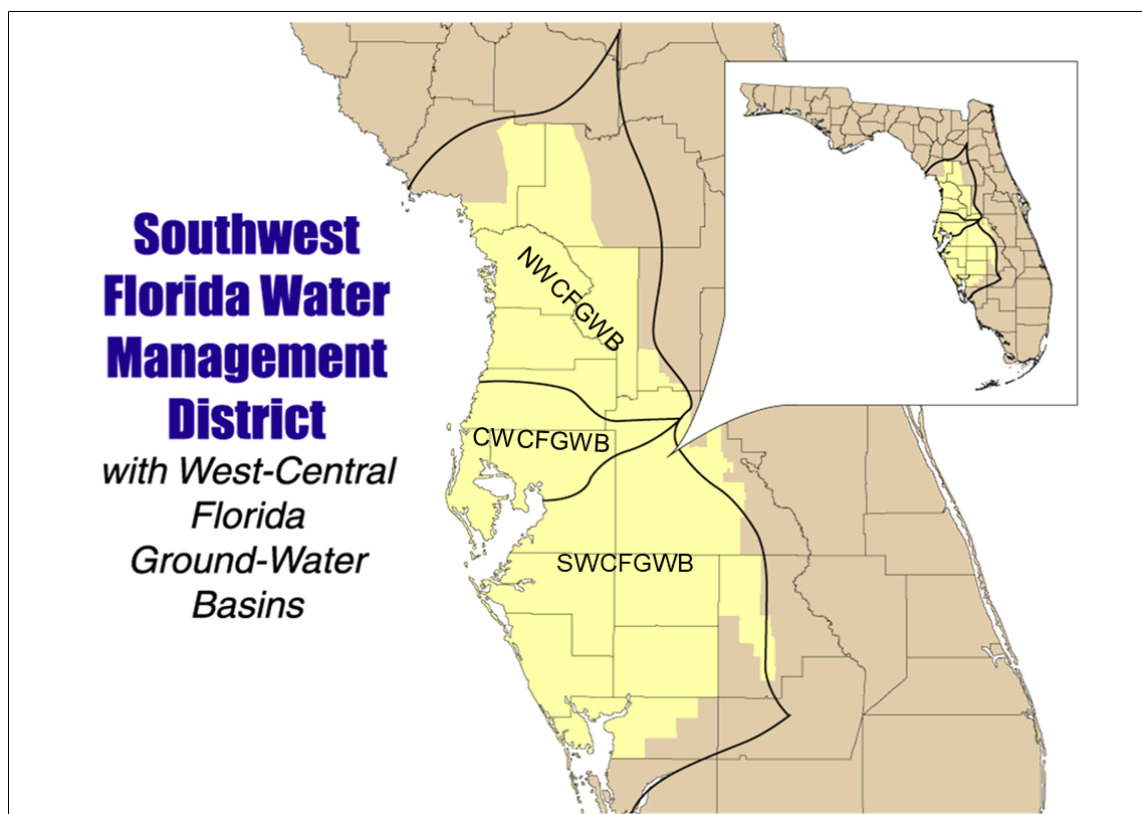 Southwest
Florida Water
Management
District
with West-Central
Florida
Ground-Water
Basins
NWCFGWB
CWCFGWB
SWCFGWB